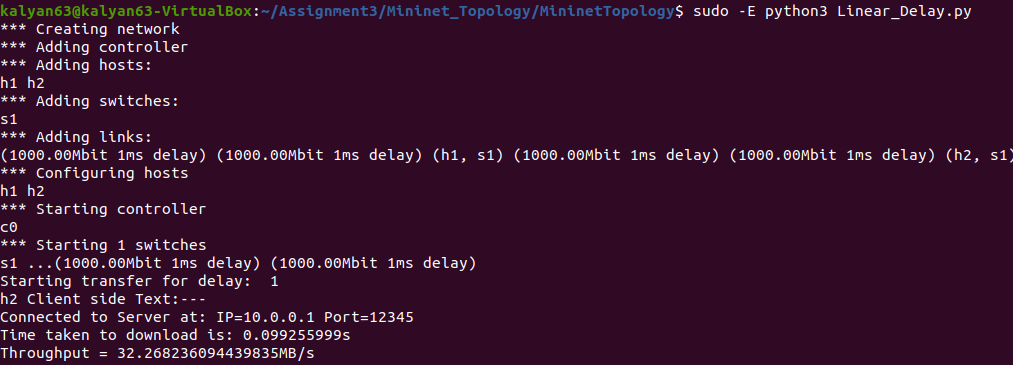 kalyan63@kalyan63-VirtualBox:~/Assignment3/Mininet_Topology/MininetTopology$ sudo -E python3 Linear_Delay.py
*** Creating network
*** Adding controller
*** Adding hosts:
h1 h2
*** Adding switches:
s1
*** Adding links:
(1000.00Mbit 1ms delay) (1000.00Mbit 1ms delay) (h1, s1) (1000.00Mbit 1ms delay) (1000.00Mbit 1ms delay) (h2, s1)
*** Configuring hosts
h1 h2
*** Starting controller
c0
*** Starting 1 switches
s1 ...(1000.00Mbit 1ms delay) (1000.00Mbit 1ms delay)
Starting transfer for delay:  1
h2 Client side Text:---
Connected to Server at: IP=10.0.0.1 Port=12345
Time taken to download is: 0.099255999s
Throughput = 32.268236094439835MB/s